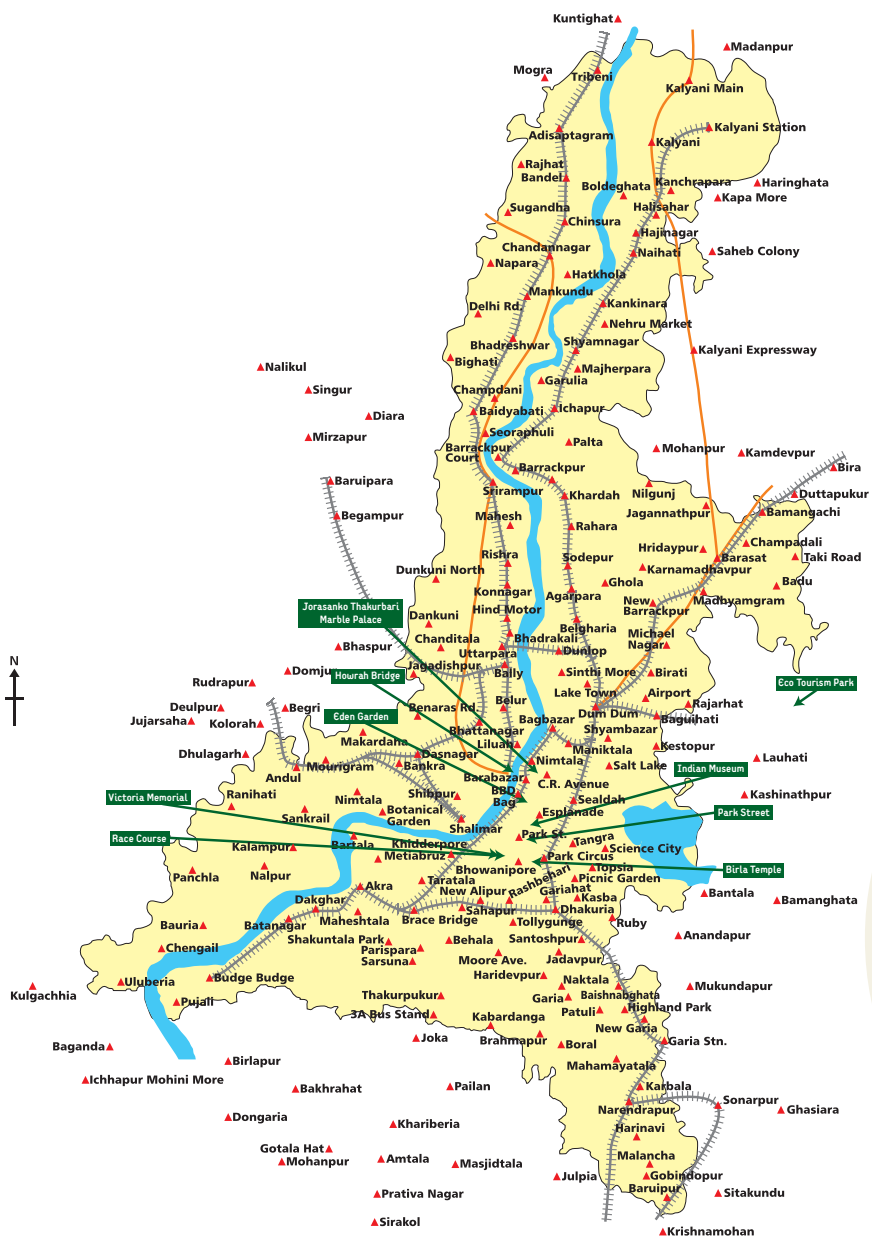 Kuntighat
Madanpur
Mogra
Tribeni
Kalyani Main
Adisaptagram
Kalyani Station
Kalyani
Rajhat
Bandel
Boldeghata
Kanchrapara
Haringhata
Kapa More
Sugandha
Halisahar
Chinsura
Hajinagar
Chandannagar
Naihati
Saheb Colony
Napara
Hatkhola
Mankundu
Delhi Rd.
Kankinara
Nehru Market
Bhadreshwar
Shyamnagar
Kalyani Expressway
Bighati
Majherpara
Nalikul
Garulia
Singur
Champdani
Diara
Baidyabati
Ichapur
Mirzapur
Seoraphuli
Palta
Barrackpur
Court
Mohanpur
Kamdevpur
Barrackpur
Bira
Baruipara
Srirampur
Khardah
Nilgunj
Duttapukur
Begampur
Mahesh
Jagannathpur
Bamangachi
Rahara
Rishra
Sodepur
Hridaypur
Champadali
Barasat
Taki Road
Dunkuni North
Karnamadhavpur
Konnagar
Ghola
Badu
Agarpara
Madhyamgram
Jorasanko Thakurbari
Marble Palace
Hind Motor
New
Barrackpur
Dankuni
Belgharia
Chanditala
Bhadrakali
Michael
Nagar
Bhaspur
Uttarpara
Dunlop
Jagadishpur
Bally
Sinthi More
Birati
Domjur
Howrah Bridge
Rudrapur
Lake Town
Airport
Eco Tourism Park
Deulpur
Begri
Benaras Rd.
Belur
Dum Dum
Rajarhat
Jujarsaha
Kolorah
Eden Garden
Bagbazar
Baguihati
Bhattanagar
Shyambazar
Makardaha
Liluah
Maniktala
Kestopur
Dhulagarh
Dasnagar
Nimtala
Lauhati
Mourigram
Bankra
Salt Lake
Andul
Barabazar
C.R. Avenue
Indian Museum
Ranihati
Nimtala
Shibpur
BBD
Bag
Sealdah
Kashinathpur
Victoria Memorial
Sankrail
Botanical
Garden
Esplanade
Park Street
Shalimar
Park St.
Race Course
Bartala
Khidderpore
Tangra
Science City
Kalampur
Metiabruz
Park Circus
Bhowanipore
Topsia
Birla Temple
Panchla
Nalpur
Taratala
Rashbehari
Picnic Garden
Akra
New Alipur
Gariahat
Kasba
Bantala
Bamanghata
Dakghar
Sahapur
Dhakuria
Bauria
Batanagar
Maheshtala
Brace Bridge
Tollygunge
Ruby
Shakuntala Park
Behala
Santoshpur
Anandapur
Chengail
Parispara
Sarsuna
Moore Ave.
Jadavpur
Haridevpur
Uluberia
Budge Budge
Naktala
Mukundapur
Kulgachhia
Pujali
Thakurpukur
Garia
Baishnabghata
Patuli
Highland Park
3A Bus Stand
Kabardanga
New Garia
Joka
Brahmapur
Boral
Garia Stn.
Baganda
Birlapur
Mahamayatala
Ichhapur Mohini More
Bakhrahat
Pailan
Karbala
Dongaria
Narendrapur
Sonarpur
Ghasiara
Khariberia
Harinavi
Gotala Hat
Mohanpur
Amtala
Masjidtala
Malancha
Julpia
Gobindopur
Prativa Nagar
Baruipur
Sitakundu
Sirakol
Krishnamohan
N